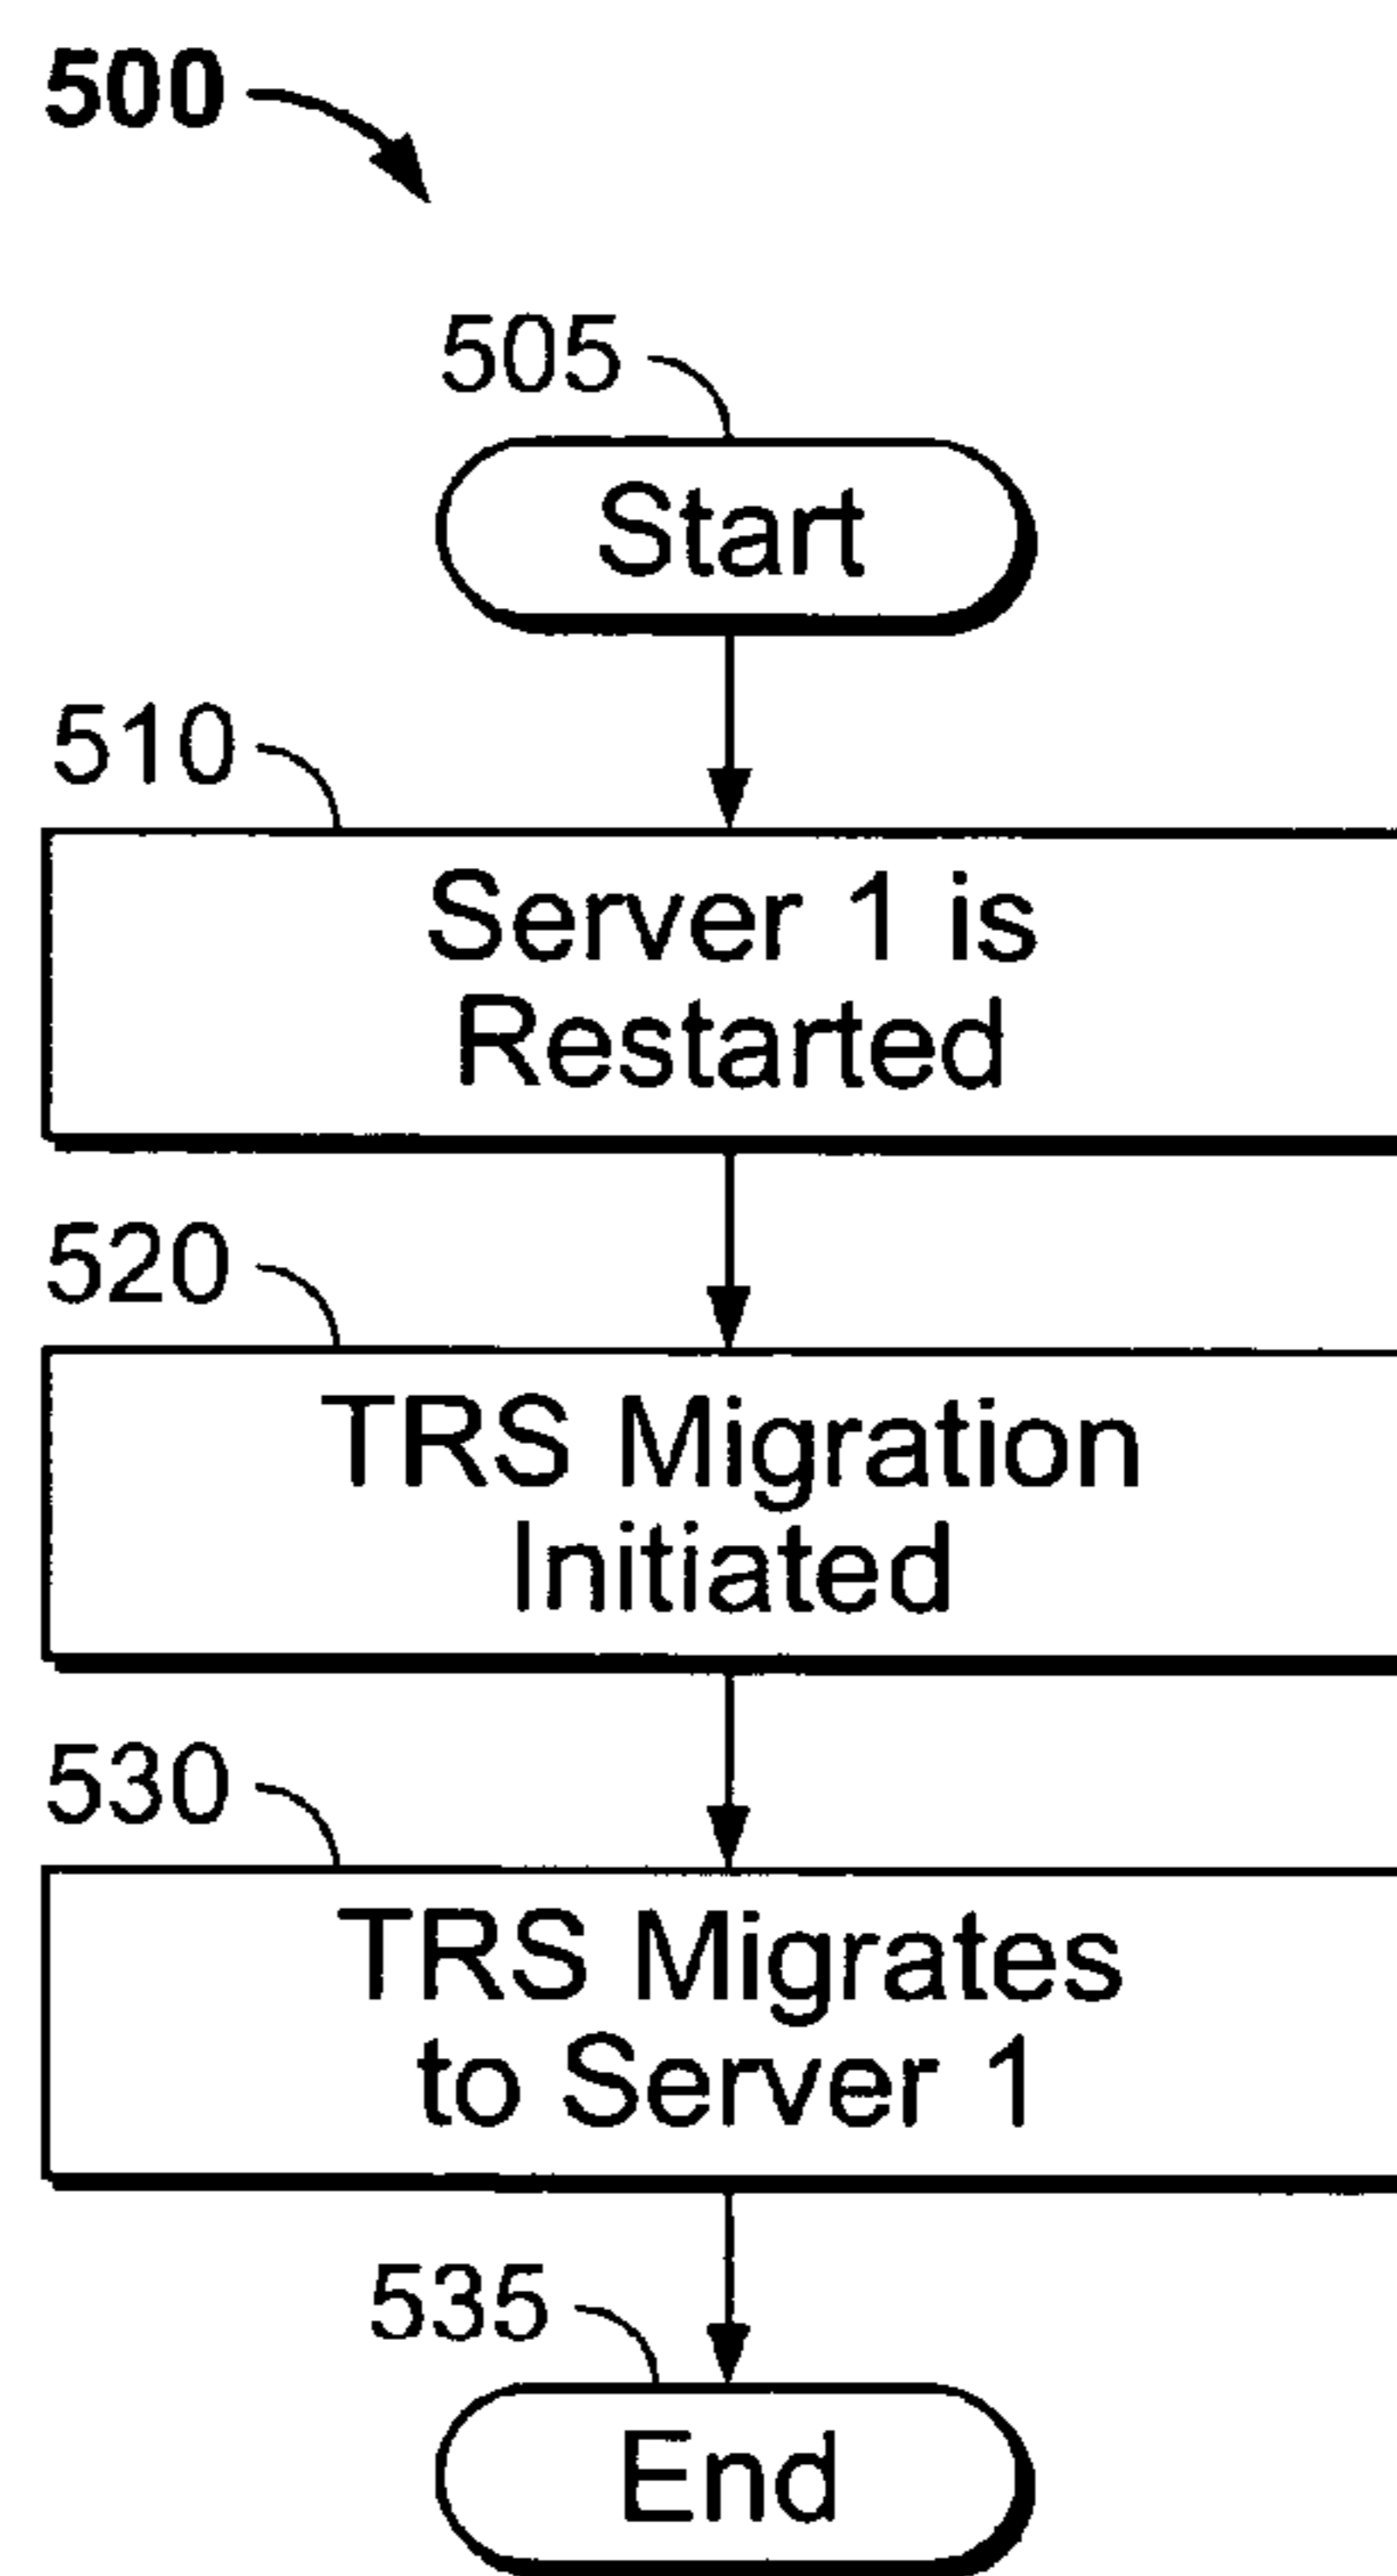 500
505
Start
510
Server 1 is
Restarted
520
TRS Migration
Initiated
530
TRS Migrates
to Server 1
535
End